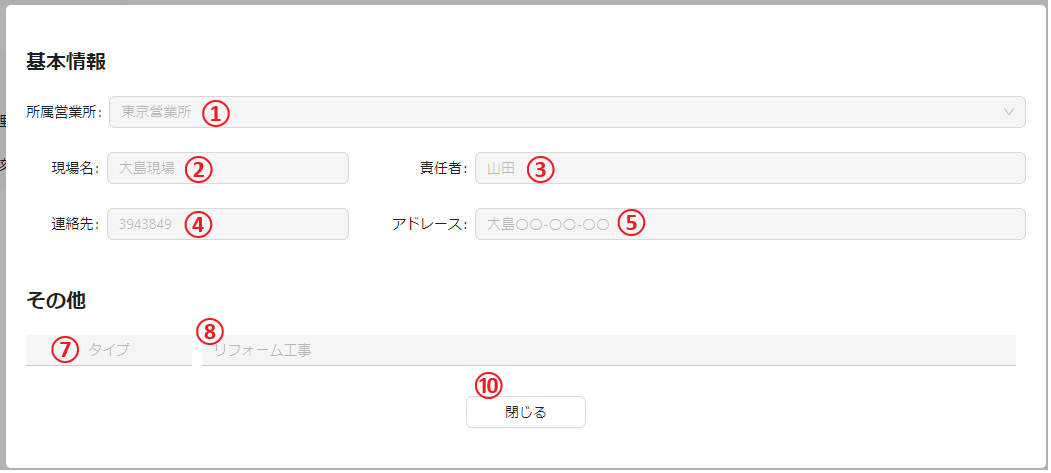 基本情報
所属営業所: 東京営業所 ①
現場名: 大島現場 ② 責任者: 山田 ③
連絡先: 3943849 ④ アドレース: 大島〇〇-〇〇-〇〇 ⑤
その他
⑦ タイプ ⑧ リフォーム工事
⑩
閉じる